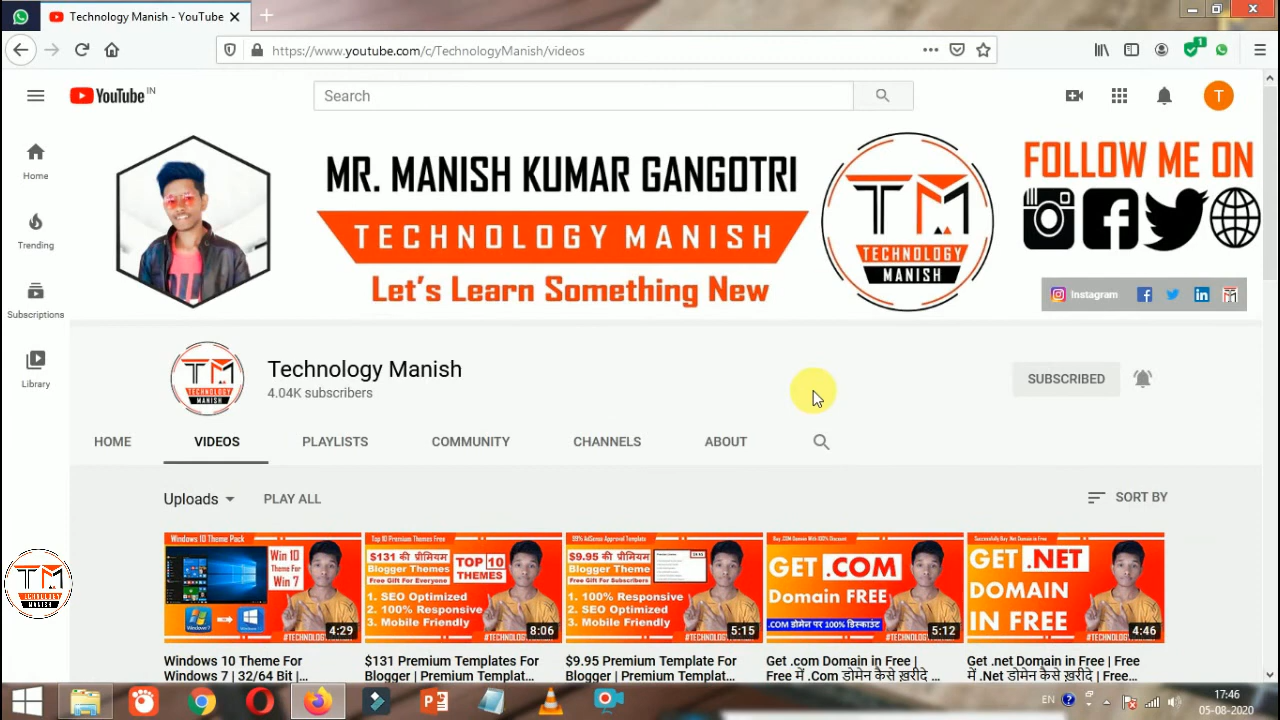 Technology Manish - YouTube
https://www.youtube.com/c/TechnologyManish/videos
1
YouTube IN
Search
T
Home
Trending
Subscriptions
Library
MR. MANISH KUMAR GANGOTRI
TECHNOLOGY MANISH
Let's Learn Something New
TM
TECHNOLOGY
MANISH
FOLLOW ME ON
Instagram
TM
TECHNOLOGY
MANISH
Technology Manish
4.04K subscribers
SUBSCRIBED
HOME VIDEOS PLAYLISTS COMMUNITY CHANNELS ABOUT
Uploads PLAY ALL
SORT BY
Windows 10 Theme Pack
Win 10
Theme For
Win 7
4:29
Windows 10 Theme For
Windows 7 | 32/64 Bit |...
Top 10 Premium Themes Free
$131 की प्रीमियम
Blogger Themes
Free Gift For Everyone
TOP 10
THEMES
1. SEO Optimized
2. 100% Responsive
3. Mobile Friendly
8:06
#TECHNOLOGY
$131 Premium Templates For
Blogger | Premium Templat...
$9.95 की प्रीमियम
Blogger Theme
Free Gift For Subscribers
1. 100% Responsive
2. SEO Optimized
3. Mobile Friendly
5:15
$9.95 Premium Template For
Blogger | Premium Templat...
GET .COM
Domain FREE
.COM डोमेन पर 100% डिस्काउंट
5:12
Get .com Domain in Free |
Free में .Com डोमेन कैसे ख़रीदे ...
GET .NET
DOMAIN
IN FREE
4:46
Get .net Domain in Free | Free
में .Net डोमेन कैसे ख़रीदे | Free...
TM
TECHNOLOGY
MANISH
EN
17:46
05-08-2020